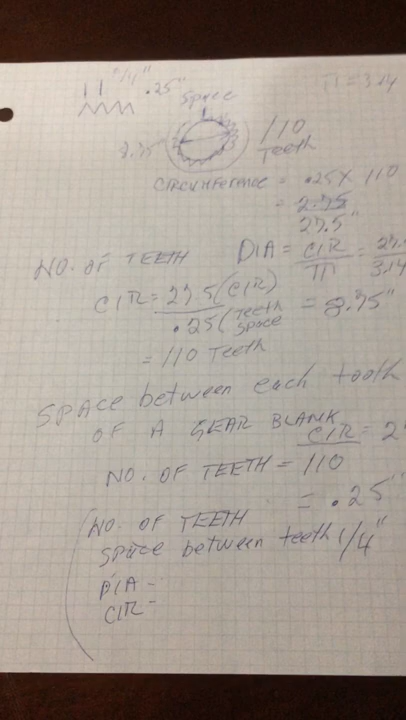 1/4" .25"
π = 3.14
Space
8.75
110
Teeth
CIRCUMFERENCE = .25 X 110
= 2.75
27.5"
NO. OF TEETH DIA = CIR = 27.
π 3.14
CIR = 27.5 (CIR) = 8.75"
.25 (Teeth
Space
= 110 Teeth
SPACE between each tooth
OF A GEAR BLANK
CIR = 2
NO. OF TEETH = 110
= .25"
NO. OF TEETH
Space between teeth 1/4"
DIA =
CIR =